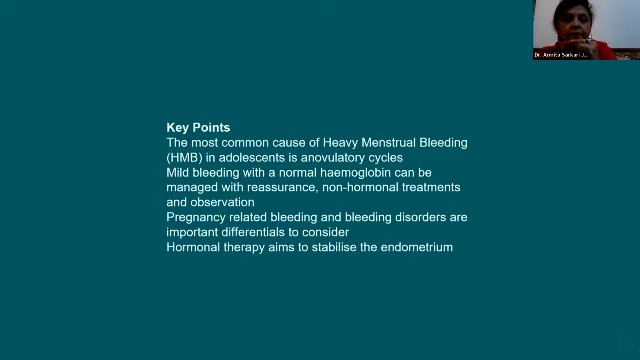 Dr. Amrita Sarkari J...
Key Points
The most common cause of Heavy Menstrual Bleeding
(HMB) in adolescents is anovulatory cycles
Mild bleeding with a normal haemoglobin can be
managed with reassurance, non-hormonal treatments
and observation
Pregnancy related bleeding and bleeding disorders are
important differentials to consider
Hormonal therapy aims to stabilise the endometrium